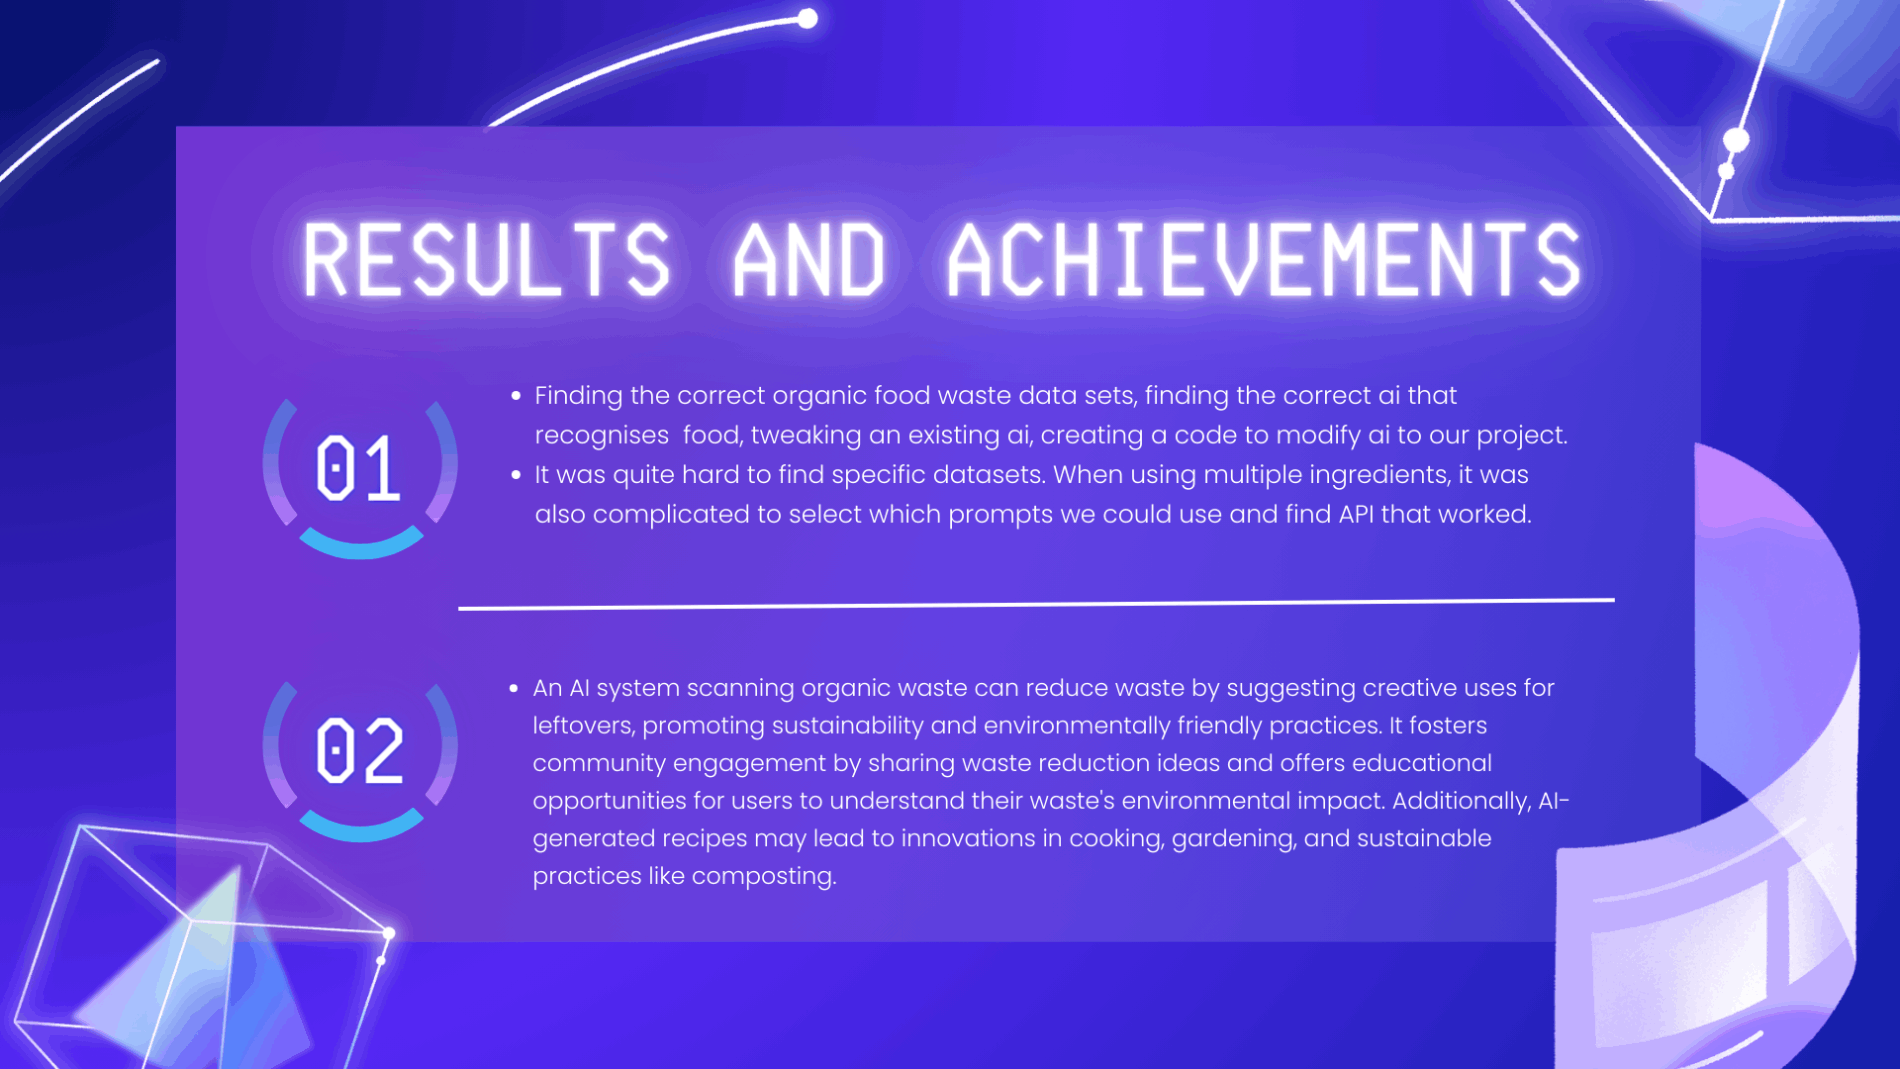 RESULTS AND ACHIEVEMENTS
01
• Finding the correct organic food waste data sets, finding the correct ai that
recognises  food, tweaking an existing ai, creating a code to modify ai to our project.
• It was quite hard to find specific datasets. When using multiple ingredients, it was
also complicated to select which prompts we could use and find API that worked.
02
• An AI system scanning organic waste can reduce waste by suggesting creative uses for
leftovers, promoting sustainability and environmentally friendly practices. It fosters
community engagement by sharing waste reduction ideas and offers educational
opportunities for users to understand their waste's environmental impact. Additionally, AI-
generated recipes may lead to innovations in cooking, gardening, and sustainable
practices like composting.